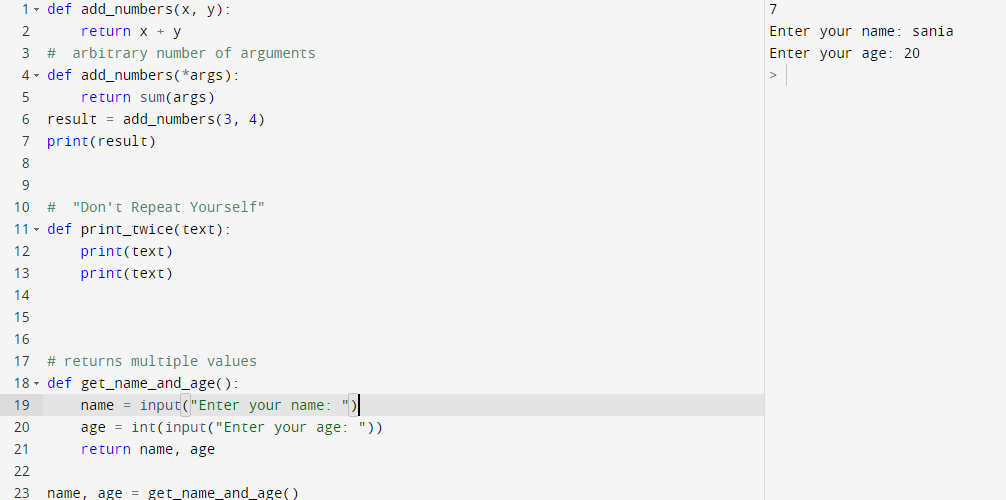 1 def add_numbers(x, y):
2     return x + y
3 #  arbitrary number of arguments
4 def add_numbers(*args):
5     return sum(args)
6 result = add_numbers(3, 4)
7 print(result)
8
9
10 #  "Don't Repeat Yourself"
11 def print_twice(text):
12     print(text)
13     print(text)
14
15
16
17 # returns multiple values
18 def get_name_and_age():
19     name = input("Enter your name: ")
20     age = int(input("Enter your age: "))
21     return name, age
22
23 name, age = get_name_and_age()
7
Enter your name: sania
Enter your age: 20
>